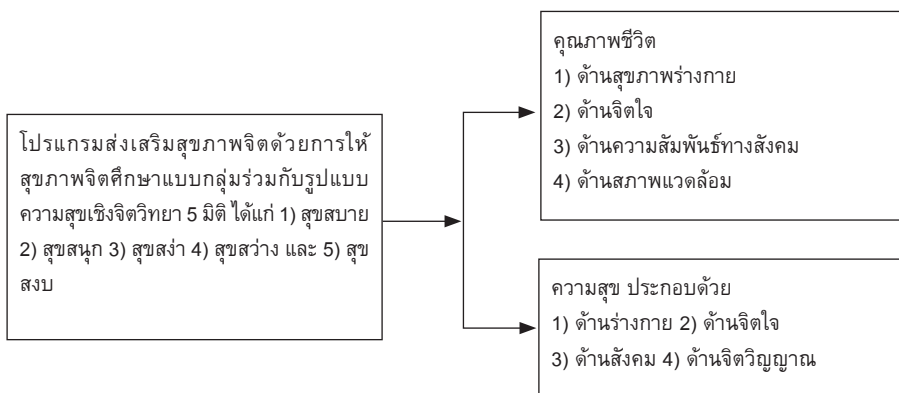 โปรแกรมส่งเสริมสุขภาพจิตด้วยการให้
สุขภาพจิตศึกษาแบบกลุ่มร่วมกับรูปแบบ
ความสุขเชิงจิตวิทยา 5 มิติ ได้แก่ 1) สุขสบาย
2) สุขสนุก 3) สุขสง่า 4) สุขสว่าง และ 5) สุข
สงบ
คุณภาพชีวิต
1) ด้านสุขภาพร่างกาย
2) ด้านจิตใจ
3) ด้านความสัมพันธ์ทางสังคม
4) ด้านสภาพแวดล้อม
ความสุข ประกอบด้วย
1) ด้านร่างกาย 2) ด้านจิตใจ
3) ด้านสังคม 4) ด้านจิตวิญญาณ